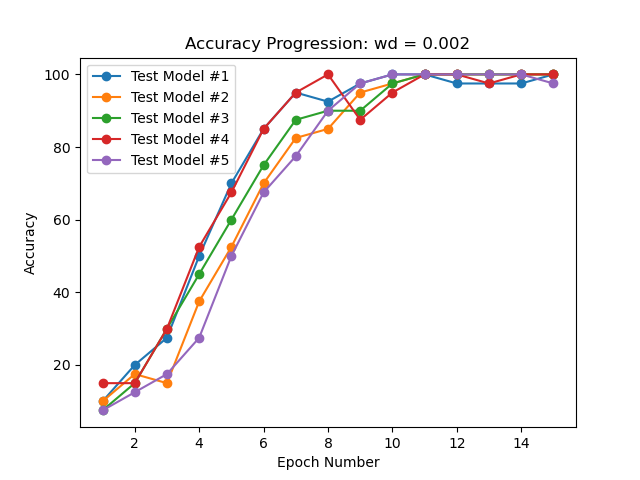 Accuracy Progression: wd = 0.002
Test Model #1
Test Model #2
Test Model #3
Test Model #4
Test Model #5
100
80
60
40
20
Accuracy
2 4 6 8 10 12 14
Epoch Number